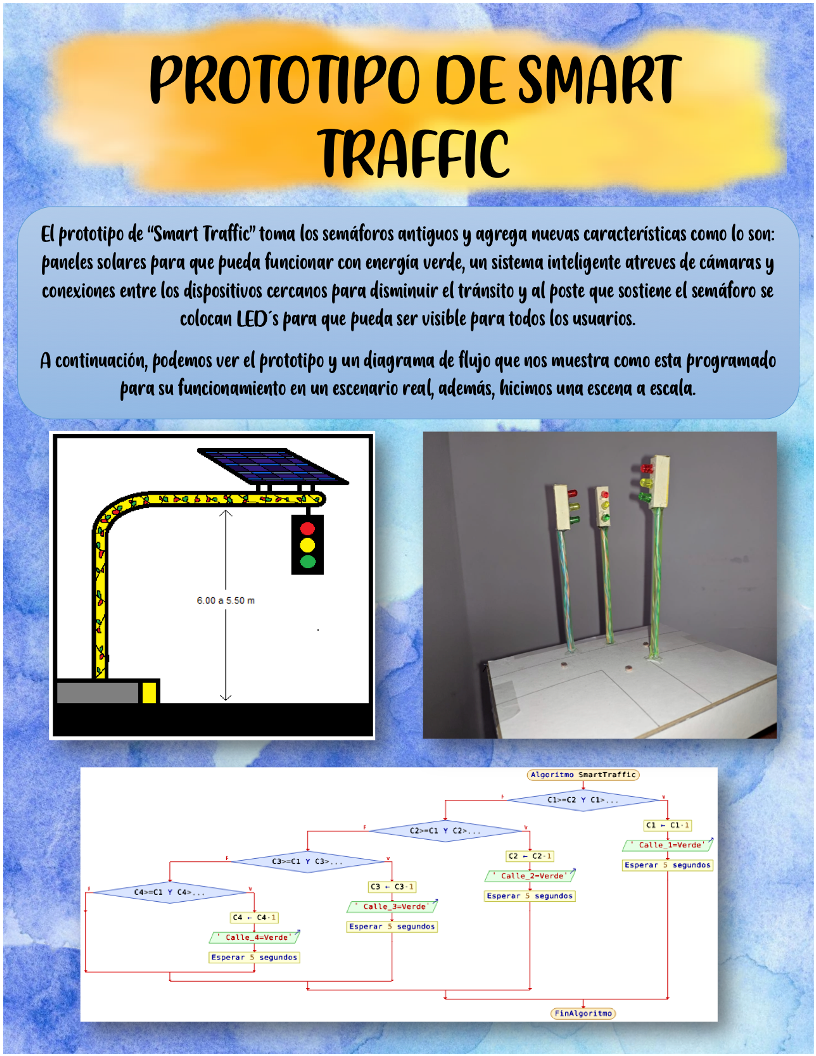 PROTOTIPO DE SMART
TRAFFIC
El prototipo de “Smart Traffic” toma los semáforos antiguos y agrega nuevas características como lo son:
paneles solares para que pueda funcionar con energía verde, un sistema inteligente atreves de cámaras y
conexiones entre los dispositivos cercanos para disminuir el tránsito y al poste que sostiene el semáforo se
colocan LED´s para que pueda ser visible para todos los usuarios.
A continuación, podemos ver el prototipo y un diagrama de flujo que nos muestra como esta programado
para su funcionamiento en un escenario real, además, hicimos una escena a escala.
6.00 a 5.50 m
Algoritmo SmartTraffic
C1>=C2 Y C1>...
F
V
C1 ← C1-1
' Calle_1=Verde'
Esperar 5 segundos
C2>=C1 Y C2>...
F
V
C2 ← C2-1
' Calle_2=Verde'
Esperar 5 segundos
C3>=C1 Y C3>...
F
V
C3 ← C3-1
' Calle_3=Verde'
Esperar 5 segundos
C4>=C1 Y C4>...
F
V
C4 ← C4-1
' Calle_4=Verde'
Esperar 5 segundos
FinAlgoritmo